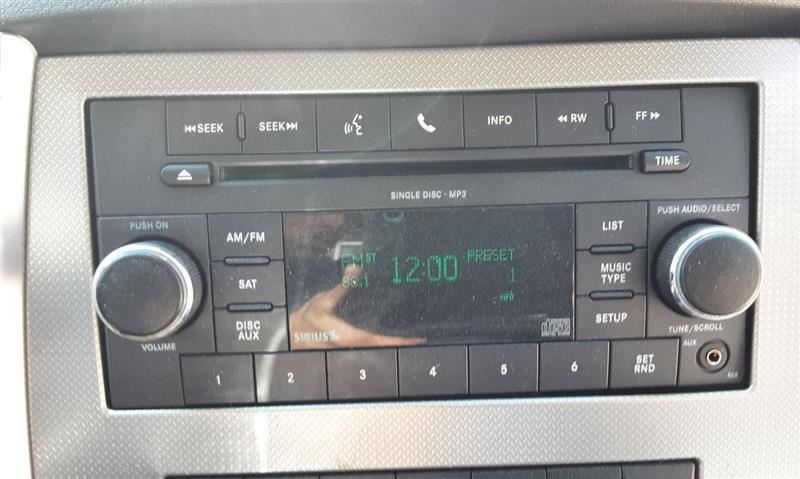 SEEK SEEK INFO RW FF
TIME
SINGLE DISC · MP3
PUSH ON
AM/FM
SAT
DISC
AUX
VOLUME
FM ST
12:00
PRESET
1
SIRIUS
LIST
MUSIC
TYPE
SETUP
PUSH AUDIO/SELECT
TUNE/SCROLL
AUX
1 2 3 4 5 6 SET
RND